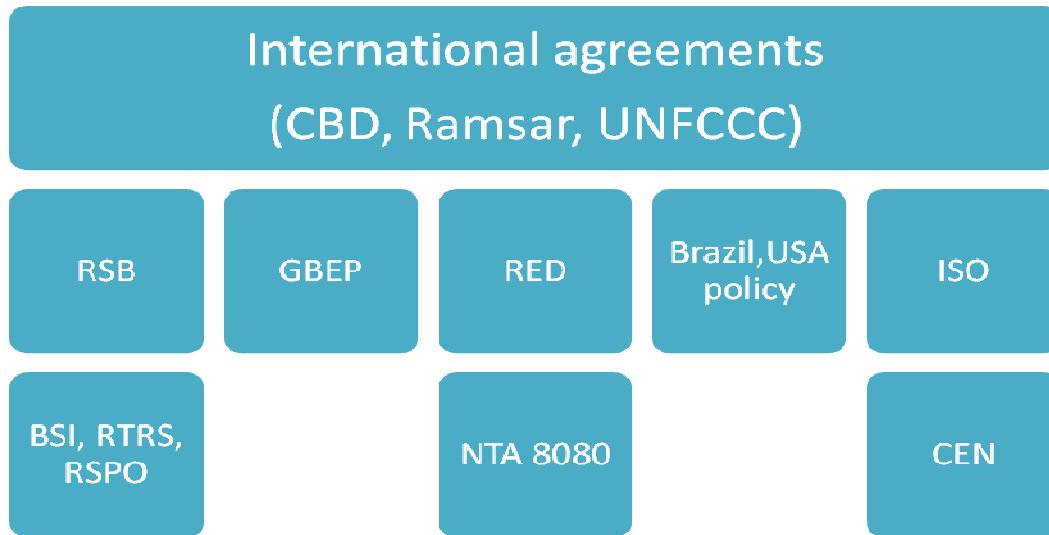 International agreements
(CBD, Ramsar, UNFCCC)
RSB
GBEP
RED
Brazil,USA
policy
ISO
BSI, RTRS,
RSPO
NTA 8080
CEN